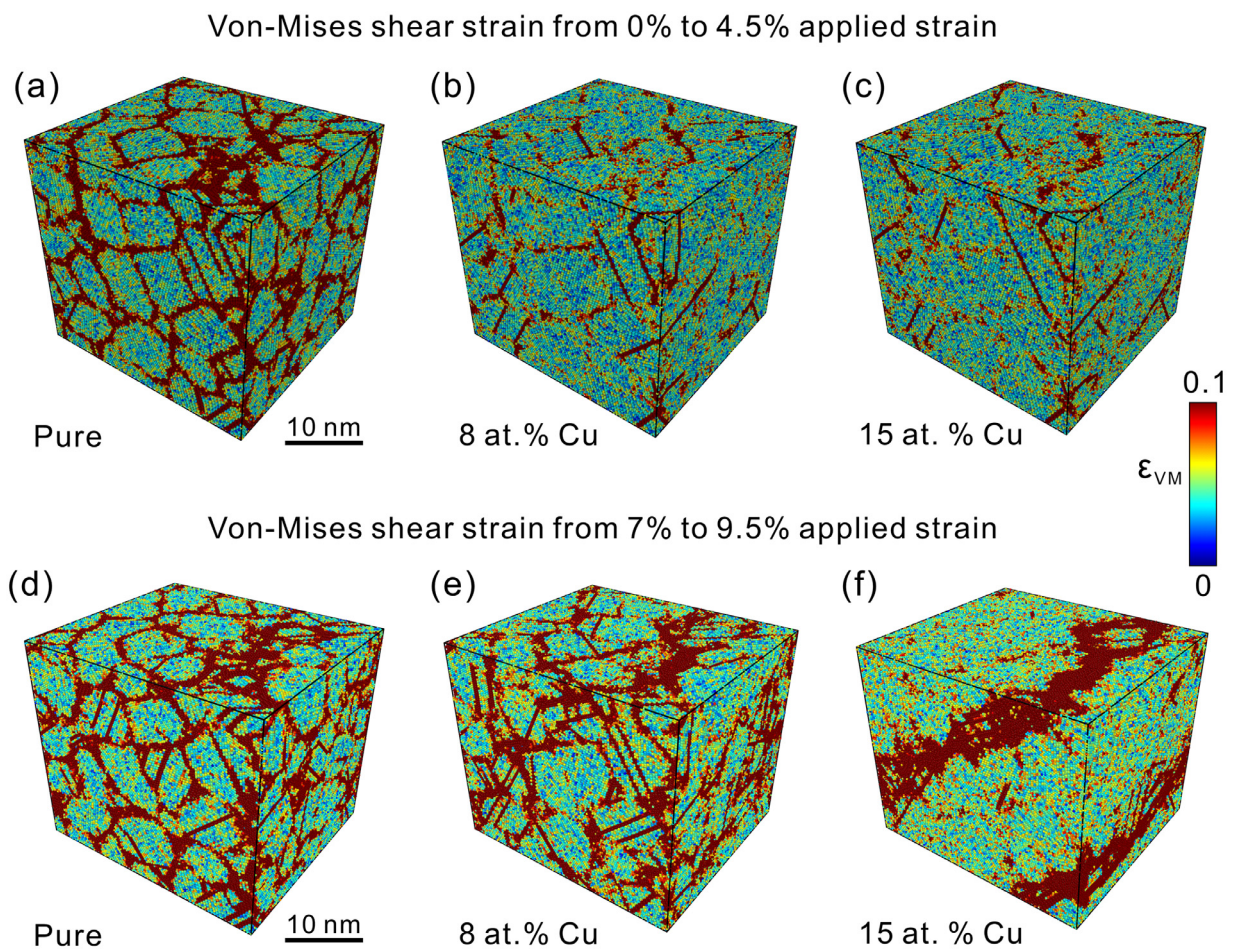 Von-Mises shear strain from 0% to 4.5% applied strain
(a)
(b)
(c)
Pure
10 nm
8 at.% Cu
15 at. % Cu
0.1
εVM
0
Von-Mises shear strain from 7% to 9.5% applied strain
(d)
(e)
(f)
Pure
10 nm
8 at.% Cu
15 at. % Cu